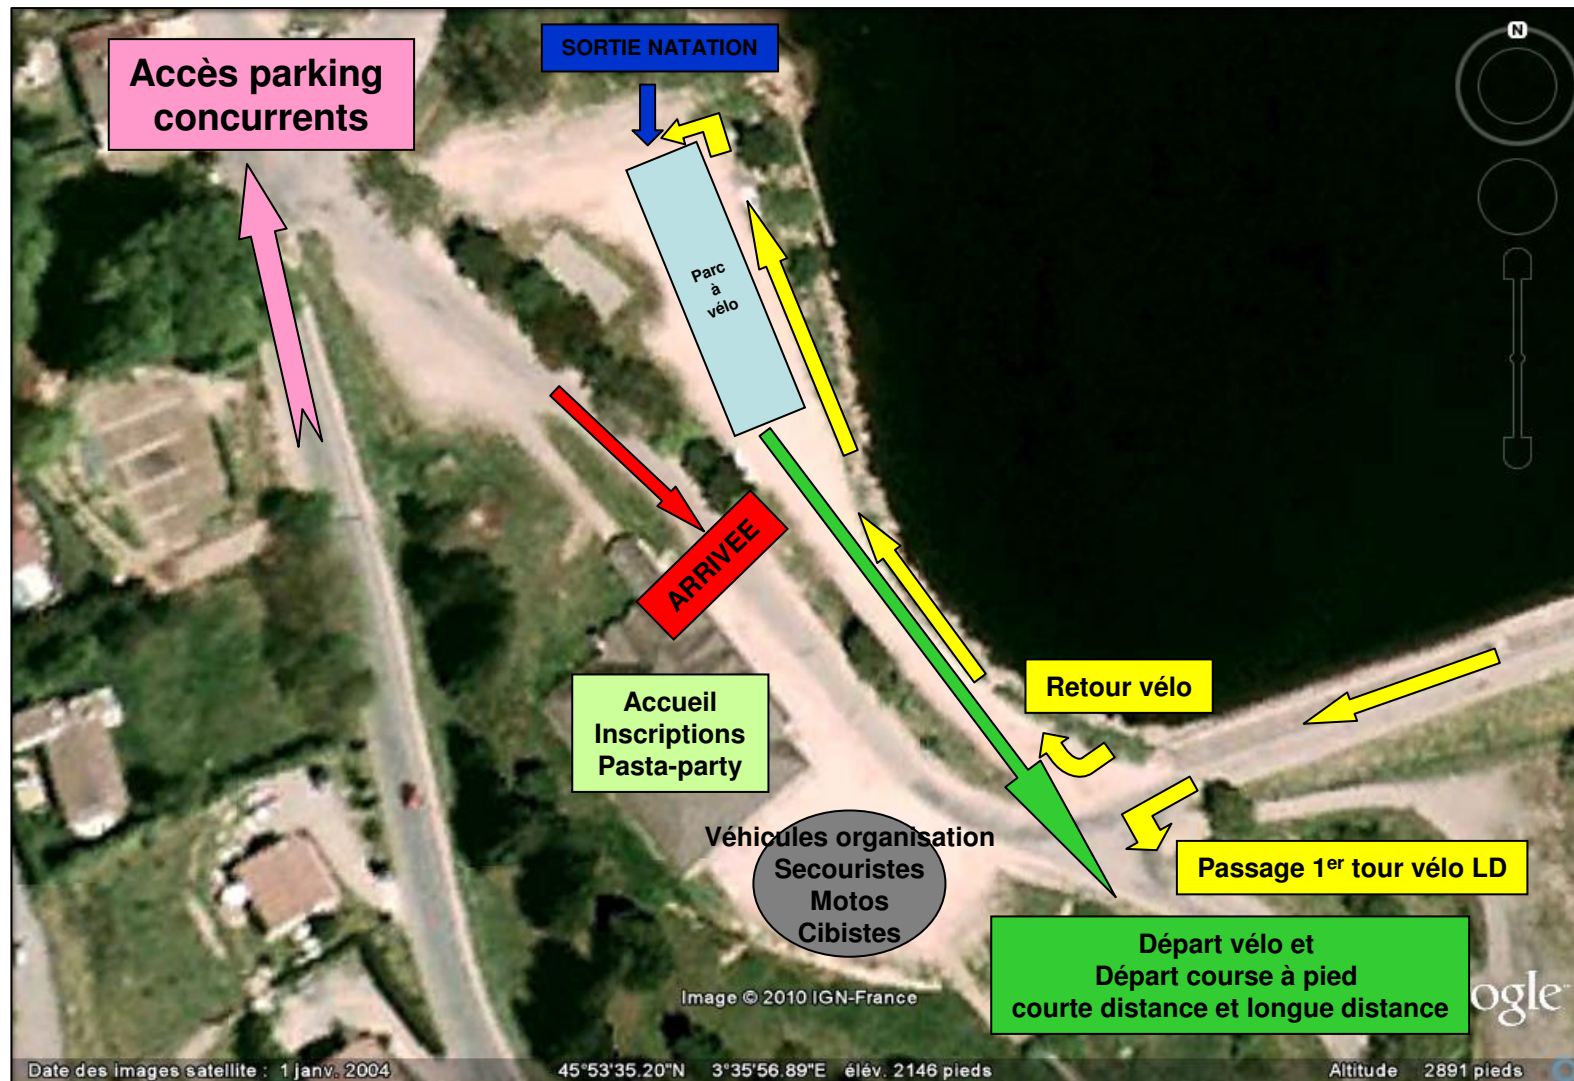 SORTIE NATATION
Accès parking
concurrents
N
Parc
à
vélo
ARRIVEE
Retour vélo
Accueil
Inscriptions
Pasta-party
Véhicules organisation
Secouristes
Motos
Cibistes
Passage 1er tour vélo LD
Départ vélo et
Départ course à pied
courte distance et longue distance
Image © 2010 IGN-France
ogle
Date des images satellite : 1 janv. 2004 45°53'35.20"N 3°35'56.89"E élév. 2146 pieds Altitude 2891 pieds